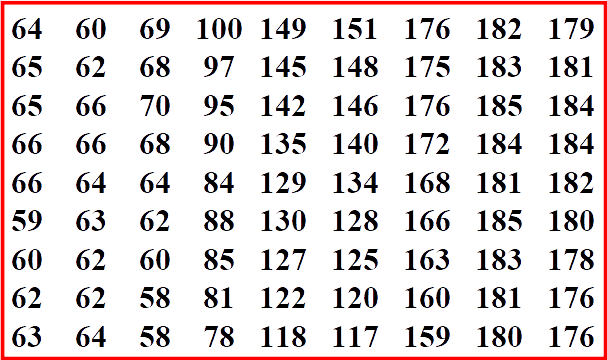 64 60 69 100 149 151 176 182 179
65 62 68 97 145 148 175 183 181
65 66 70 95 142 146 176 185 184
66 66 68 90 135 140 172 184 184
66 64 64 84 129 134 168 181 182
59 63 62 88 130 128 166 185 180
60 62 60 85 127 125 163 183 178
62 62 58 81 122 120 160 181 176
63 64 58 78 118 117 159 180 176